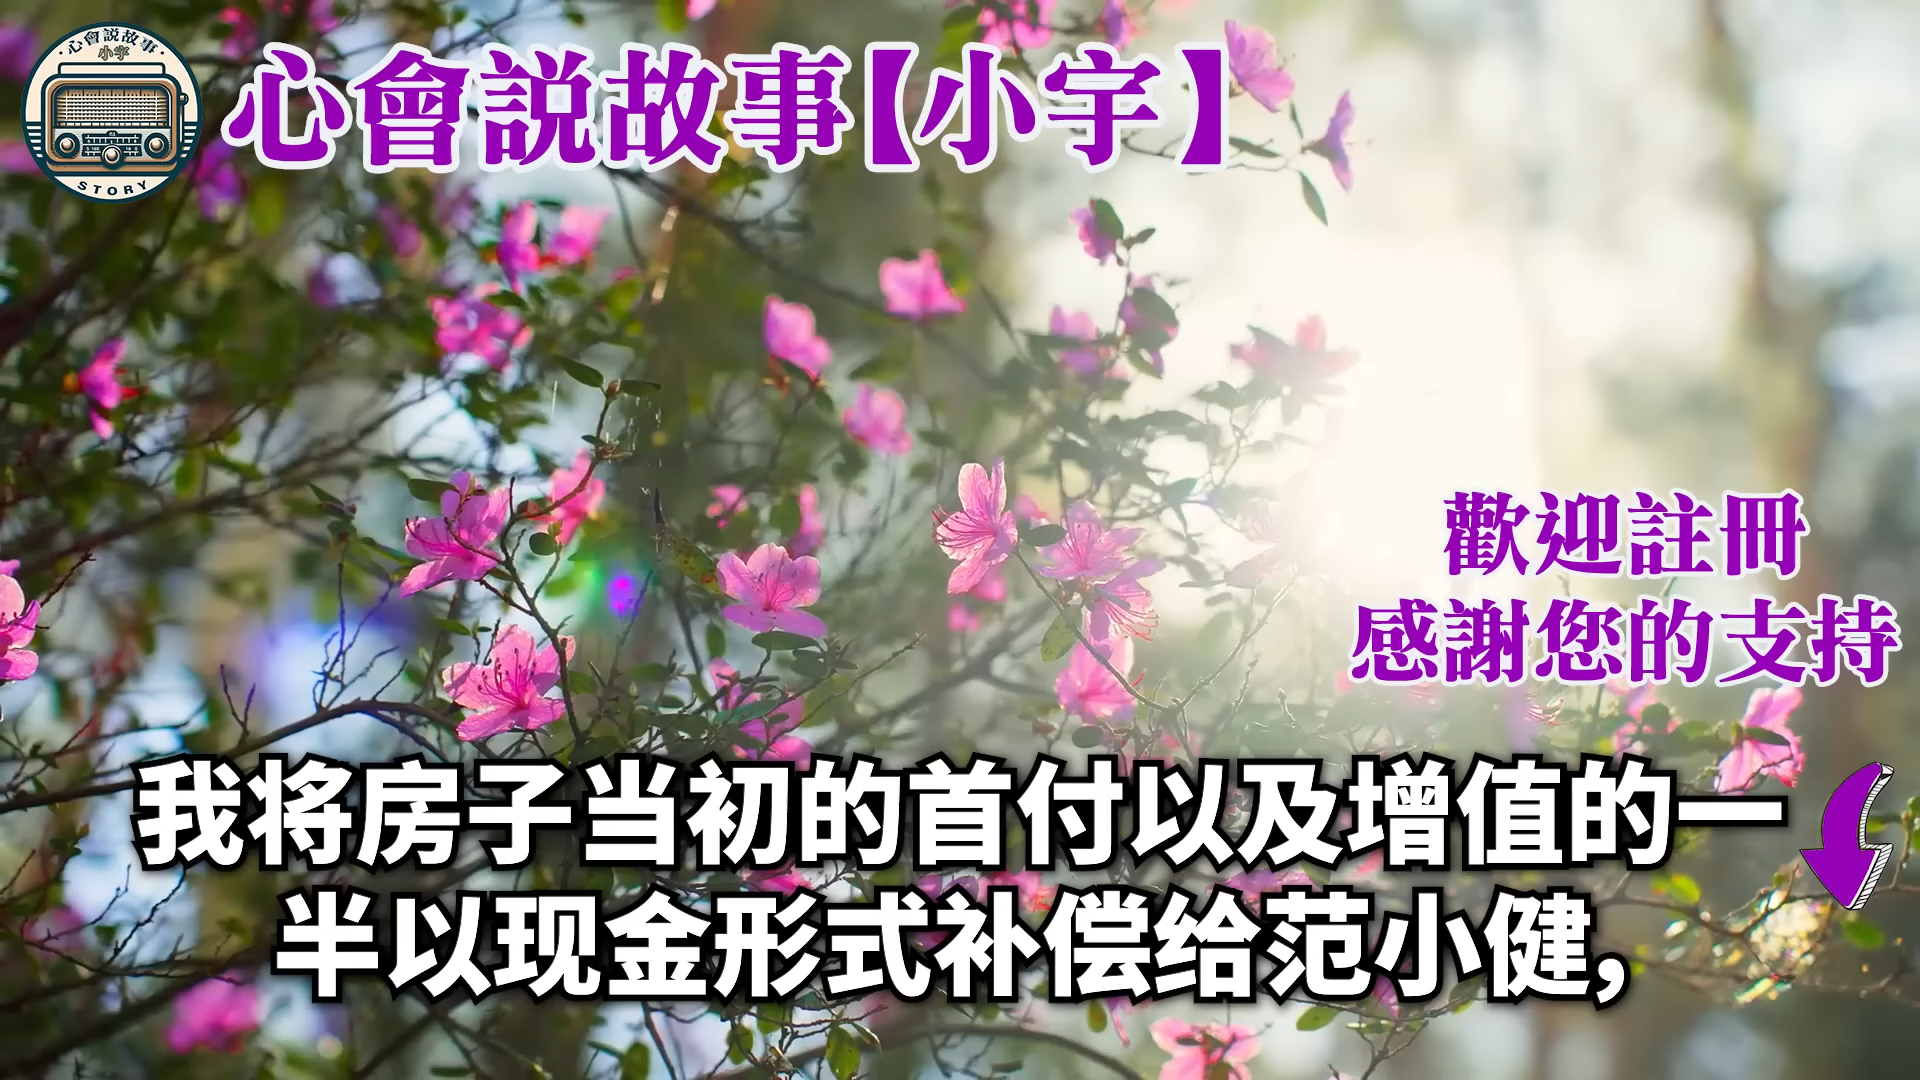 心會説故事
小宇
STORY
心會説故事【小宇】
歡迎註冊
感謝您的支持
我将房子当初的首付以及增值的一
半以现金形式补偿给范小健,